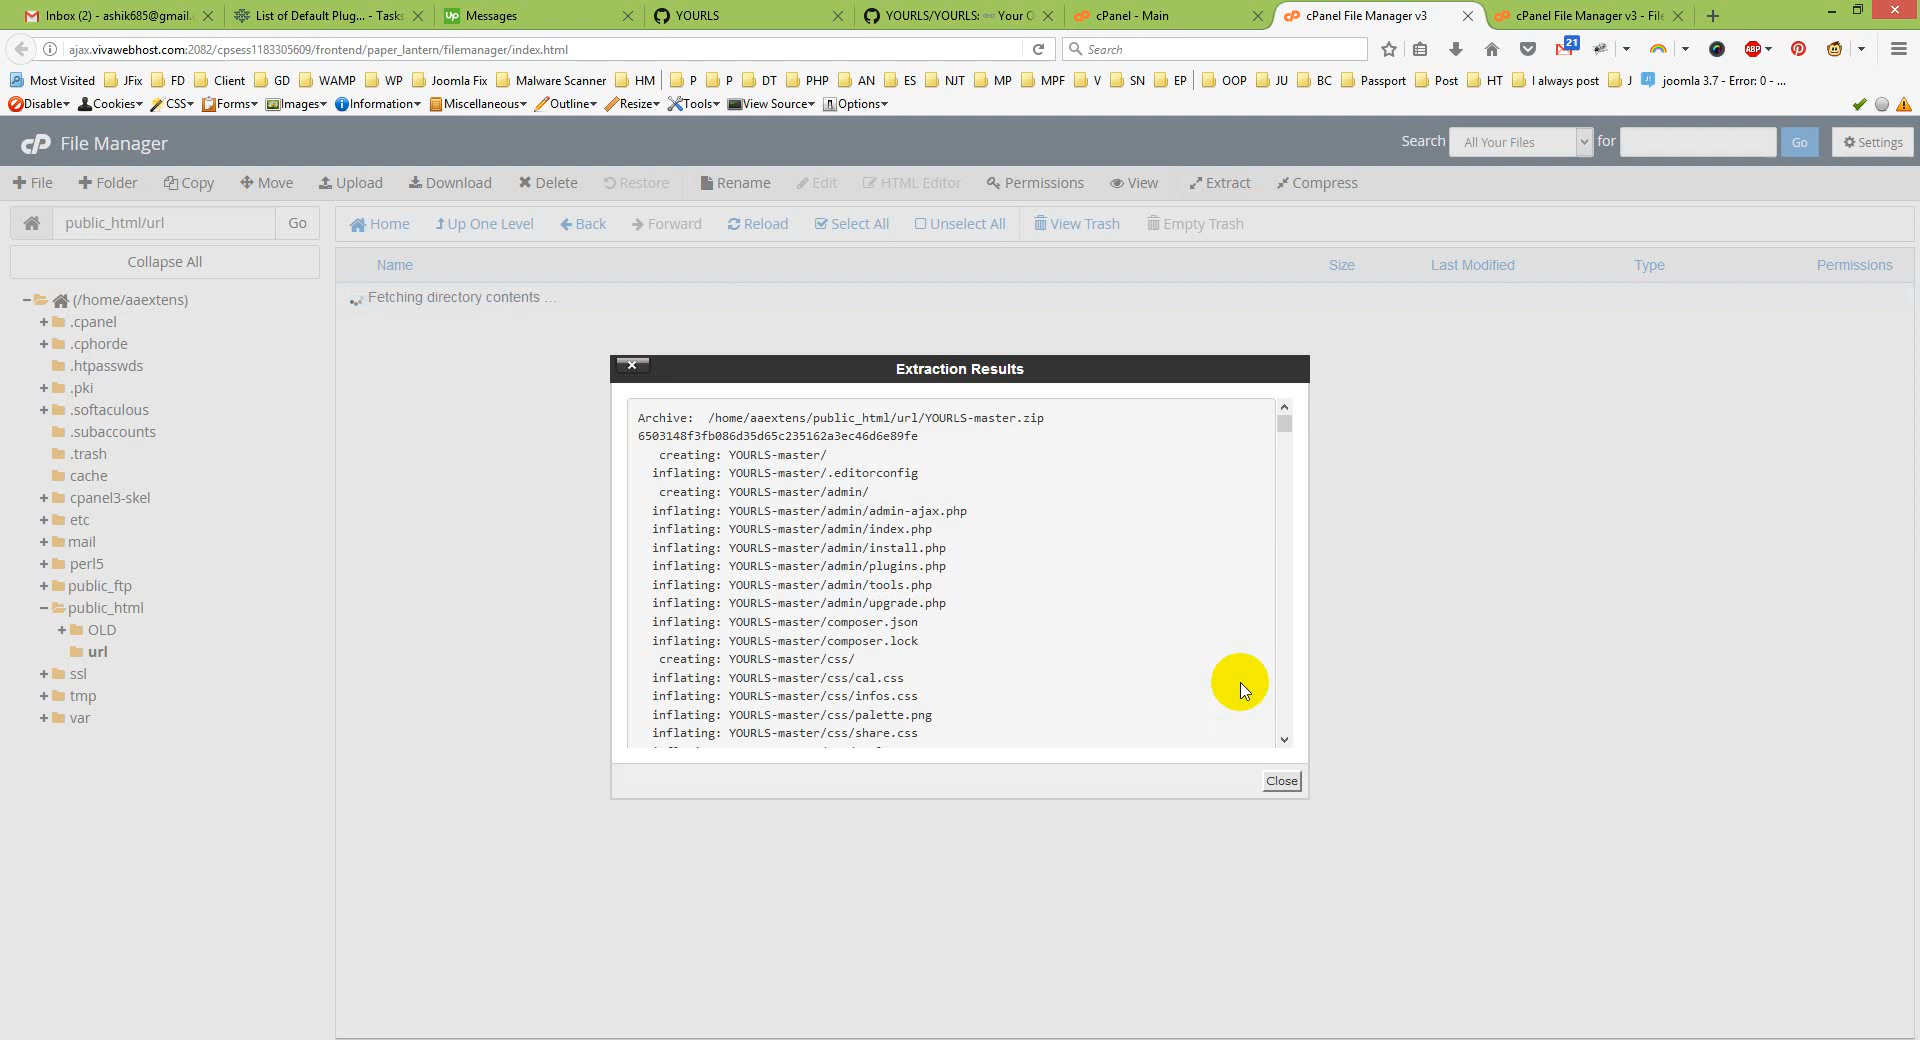 Inbox (2) - ashik685@gmail.
List of Default Plug... - Tasks
Messages
YOURLS
YOURLS/YOURLS: Your O
cPanel - Main
cPanel File Manager v3
cPanel File Manager v3 - File
ajax.vivawebhost.com:2082/cpsess1183305609/frontend/paper_lantern/filemanager/index.html
Search
21
ABP
Most Visited JFix FD Client GD WAMP WP Joomla Fix Malware Scanner HM P P DT PHP AN ES NJT MP MPF V SN EP OOP JU BC Passport Post HT I always post J joomla 3.7 - Error: 0 - ...
Disable Cookies CSS Forms Images Information Miscellaneous Outline Resize Tools View Source Options
cP File Manager
Search All Your Files for Go Settings
File Folder Copy Move Upload Download Delete Restore Rename Edit HTML Editor Permissions View Extract Compress
public_html/url Go
Home Up One Level Back Forward Reload Select All Unselect All View Trash Empty Trash
Collapse All
Name Size Last Modified Type Permissions
Fetching directory contents ...
(/home/aaextens)
.cpanel
.cphorde
.htpasswds
.pki
.softaculous
.subaccounts
.trash
cache
cpanel3-skel
etc
mail
perl5
public_ftp
public_html
OLD
url
ssl
tmp
var
Extraction Results
Archive: /home/aaextens/public_html/url/YOURLS-master.zip
6503148f3fb086d35d65c235162a3ec46d6e89fe
creating: YOURLS-master/
inflating: YOURLS-master/.editorconfig
creating: YOURLS-master/admin/
inflating: YOURLS-master/admin/admin-ajax.php
inflating: YOURLS-master/admin/index.php
inflating: YOURLS-master/admin/install.php
inflating: YOURLS-master/admin/plugins.php
inflating: YOURLS-master/admin/tools.php
inflating: YOURLS-master/admin/upgrade.php
inflating: YOURLS-master/composer.json
inflating: YOURLS-master/composer.lock
creating: YOURLS-master/css/
inflating: YOURLS-master/css/cal.css
inflating: YOURLS-master/css/infos.css
inflating: YOURLS-master/css/palette.png
inflating: YOURLS-master/css/share.css
Close